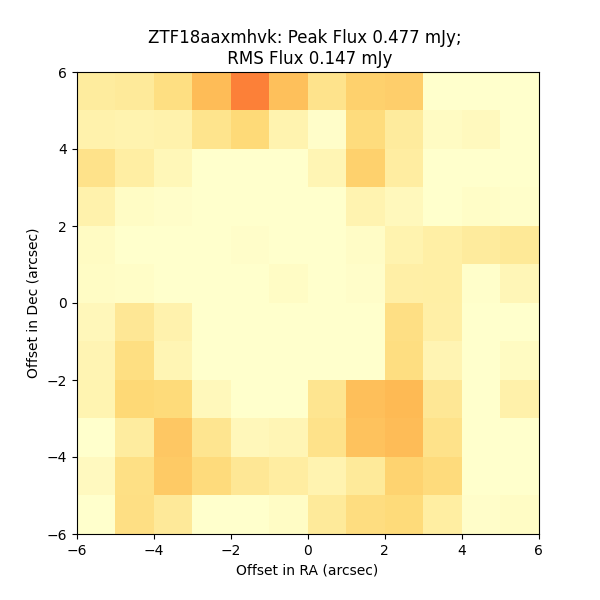 ZTF18aaxmhvk: Peak Flux 0.477 mJy;
RMS Flux 0.147 mJy
6
4
2
0
−2
−4
−6
Offset in Dec (arcsec)
−6 −4 −2 0 2 4 6
Offset in RA (arcsec)